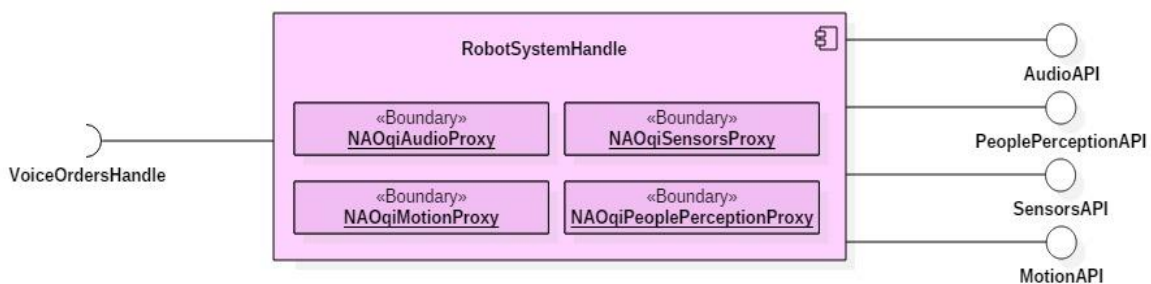 RobotSystemHandle
«Boundary»
NAOqiAudioProxy
«Boundary»
NAOqiSensorsProxy
«Boundary»
NAOqiMotionProxy
«Boundary»
NAOqiPeoplePerceptionProxy
VoiceOrdersHandle
AudioAPI
PeoplePerceptionAPI
SensorsAPI
MotionAPI